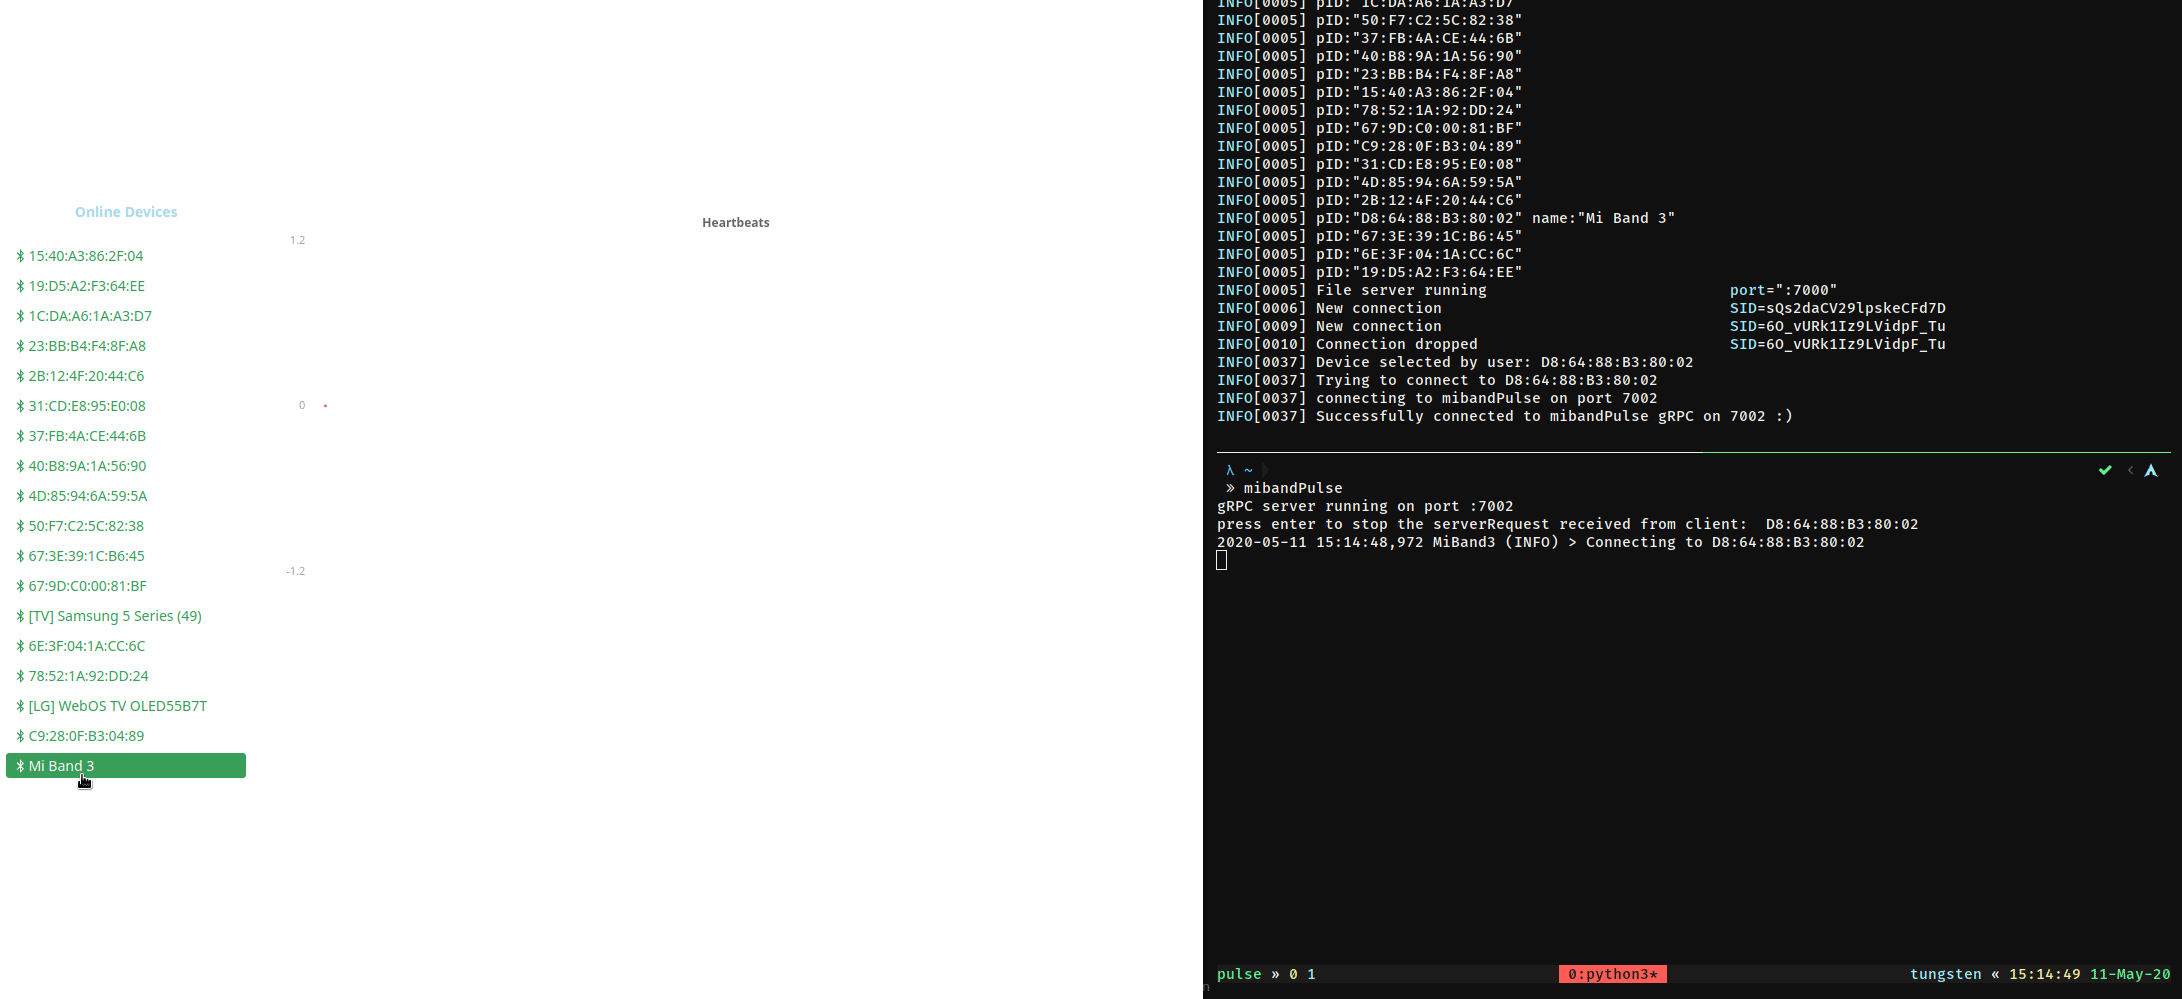 Online Devices
15:40:A3:86:2F:04
19:D5:A2:F3:64:EE
1C:DA:A6:1A:A3:D7
23:BB:B4:F4:8F:A8
2B:12:4F:20:44:C6
31:CD:E8:95:E0:08
37:FB:4A:CE:44:6B
40:B8:9A:1A:56:90
4D:85:94:6A:59:5A
50:F7:C2:5C:82:38
67:3E:39:1C:B6:45
67:9D:C0:00:81:BF
[TV] Samsung 5 Series (49)
6E:3F:04:1A:CC:6C
78:52:1A:92:DD:24
[LG] WebOS TV OLED55B7T
C9:28:0F:B3:04:89
Mi Band 3
Heartbeats
1.2
0
-1.2
INFO[0005] pID:"1C:DA:A6:1A:A3:D7"
INFO[0005] pID:"50:F7:C2:5C:82:38"
INFO[0005] pID:"37:FB:4A:CE:44:6B"
INFO[0005] pID:"40:B8:9A:1A:56:90"
INFO[0005] pID:"23:BB:B4:F4:8F:A8"
INFO[0005] pID:"15:40:A3:86:2F:04"
INFO[0005] pID:"78:52:1A:92:DD:24"
INFO[0005] pID:"67:9D:C0:00:81:BF"
INFO[0005] pID:"C9:28:0F:B3:04:89"
INFO[0005] pID:"31:CD:E8:95:E0:08"
INFO[0005] pID:"4D:85:94:6A:59:5A"
INFO[0005] pID:"2B:12:4F:20:44:C6"
INFO[0005] pID:"D8:64:88:B3:80:02" name:"Mi Band 3"
INFO[0005] pID:"67:3E:39:1C:B6:45"
INFO[0005] pID:"6E:3F:04:1A:CC:6C"
INFO[0005] pID:"19:D5:A2:F3:64:EE"
INFO[0005] File server running port=":7000"
INFO[0006] New connection SID=sQs2daCV29lpskeCFd7D
INFO[0009] New connection SID=6O_vURk1Iz9LVidpF_Tu
INFO[0010] Connection dropped SID=6O_vURk1Iz9LVidpF_Tu
INFO[0037] Device selected by user: D8:64:88:B3:80:02
INFO[0037] Trying to connect to D8:64:88:B3:80:02
INFO[0037] connecting to mibandPulse on port 7002
INFO[0037] Successfully connected to mibandPulse gRPC on 7002 :)
λ ~
» mibandPulse
gRPC server running on port :7002
press enter to stop the serverRequest received from client:  D8:64:88:B3:80:02
2020-05-11 15:14:48,972 MiBand3 (INFO) > Connecting to D8:64:88:B3:80:02
pulse » 0 1 0:python3* tungsten « 15:14:49 11-May-20
n